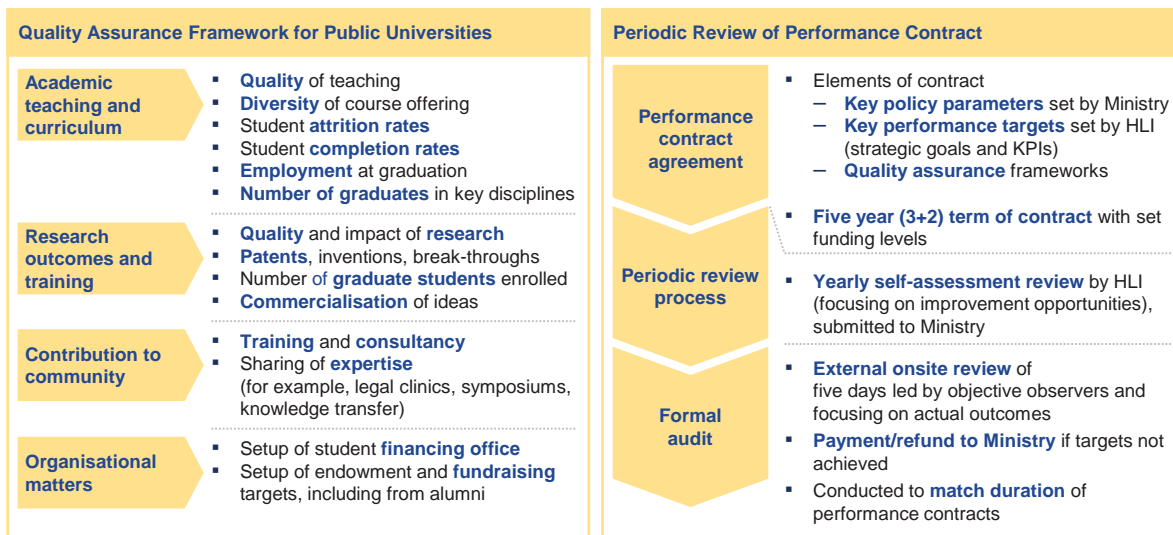 Quality Assurance Framework for Public Universities
Academic
teaching and
curriculum
▪ Quality of teaching
▪ Diversity of course offering
▪ Student attrition rates
▪ Student completion rates
▪ Employment at graduation
▪ Number of graduates in key disciplines
Research
outcomes and
training
▪ Quality and impact of research
▪ Patents, inventions, break-throughs
▪ Number of graduate students enrolled
▪ Commercialisation of ideas
Contribution to
community
▪ Training and consultancy
▪ Sharing of expertise
(for example, legal clinics, symposiums,
knowledge transfer)
Organisational
matters
▪ Setup of student financing office
▪ Setup of endowment and fundraising
targets, including from alumni
Periodic Review of Performance Contract
Performance
contract
agreement
▪ Elements of contract
– Key policy parameters set by Ministry
– Key performance targets set by HLI
(strategic goals and KPIs)
– Quality assurance frameworks
▪ Five year (3+2) term of contract with set
funding levels
Periodic review
process
▪ Yearly self-assessment review by HLI
(focusing on improvement opportunities),
submitted to Ministry
Formal
audit
▪ External onsite review of
five days led by objective observers and
focusing on actual outcomes
▪ Payment/refund to Ministry if targets not
achieved
▪ Conducted to match duration of
performance contracts